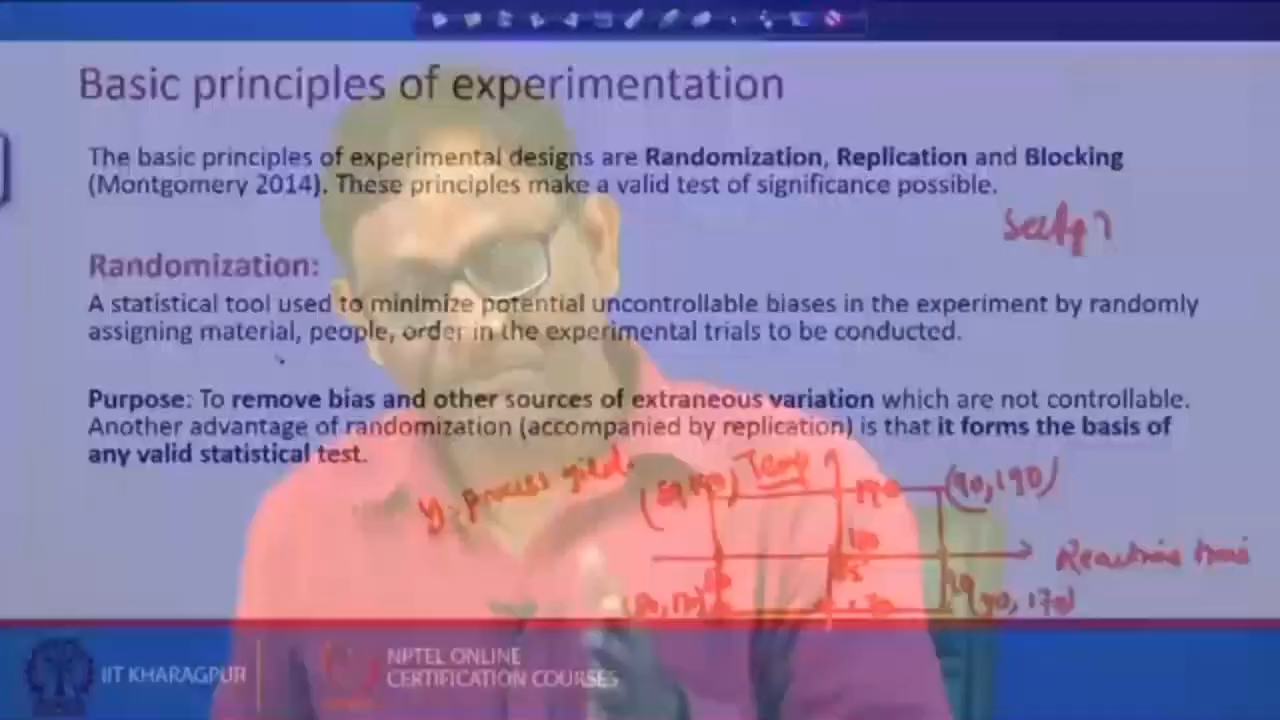 Basic principles of experimentation
The basic principles of experimental designs are Randomization, Replication and Blocking
(Montgomery 2014). These principles make a valid test of significance possible.
Randomization:
A statistical tool used to minimize potential uncontrollable biases in the experiment by randomly
assigning material, people, order in the experimental trials to be conducted.
Purpose: To remove bias and other sources of extraneous variation which are not controllable.
Another advantage of randomization (accompanied by replication) is that it forms the basis of
any valid statistical test.
y. process yield
Temp
(90, 190)
Reaction
(90, 170)
IIT KHARAGPUR
NPTEL ONLINE
CERTIFICATION COURSES